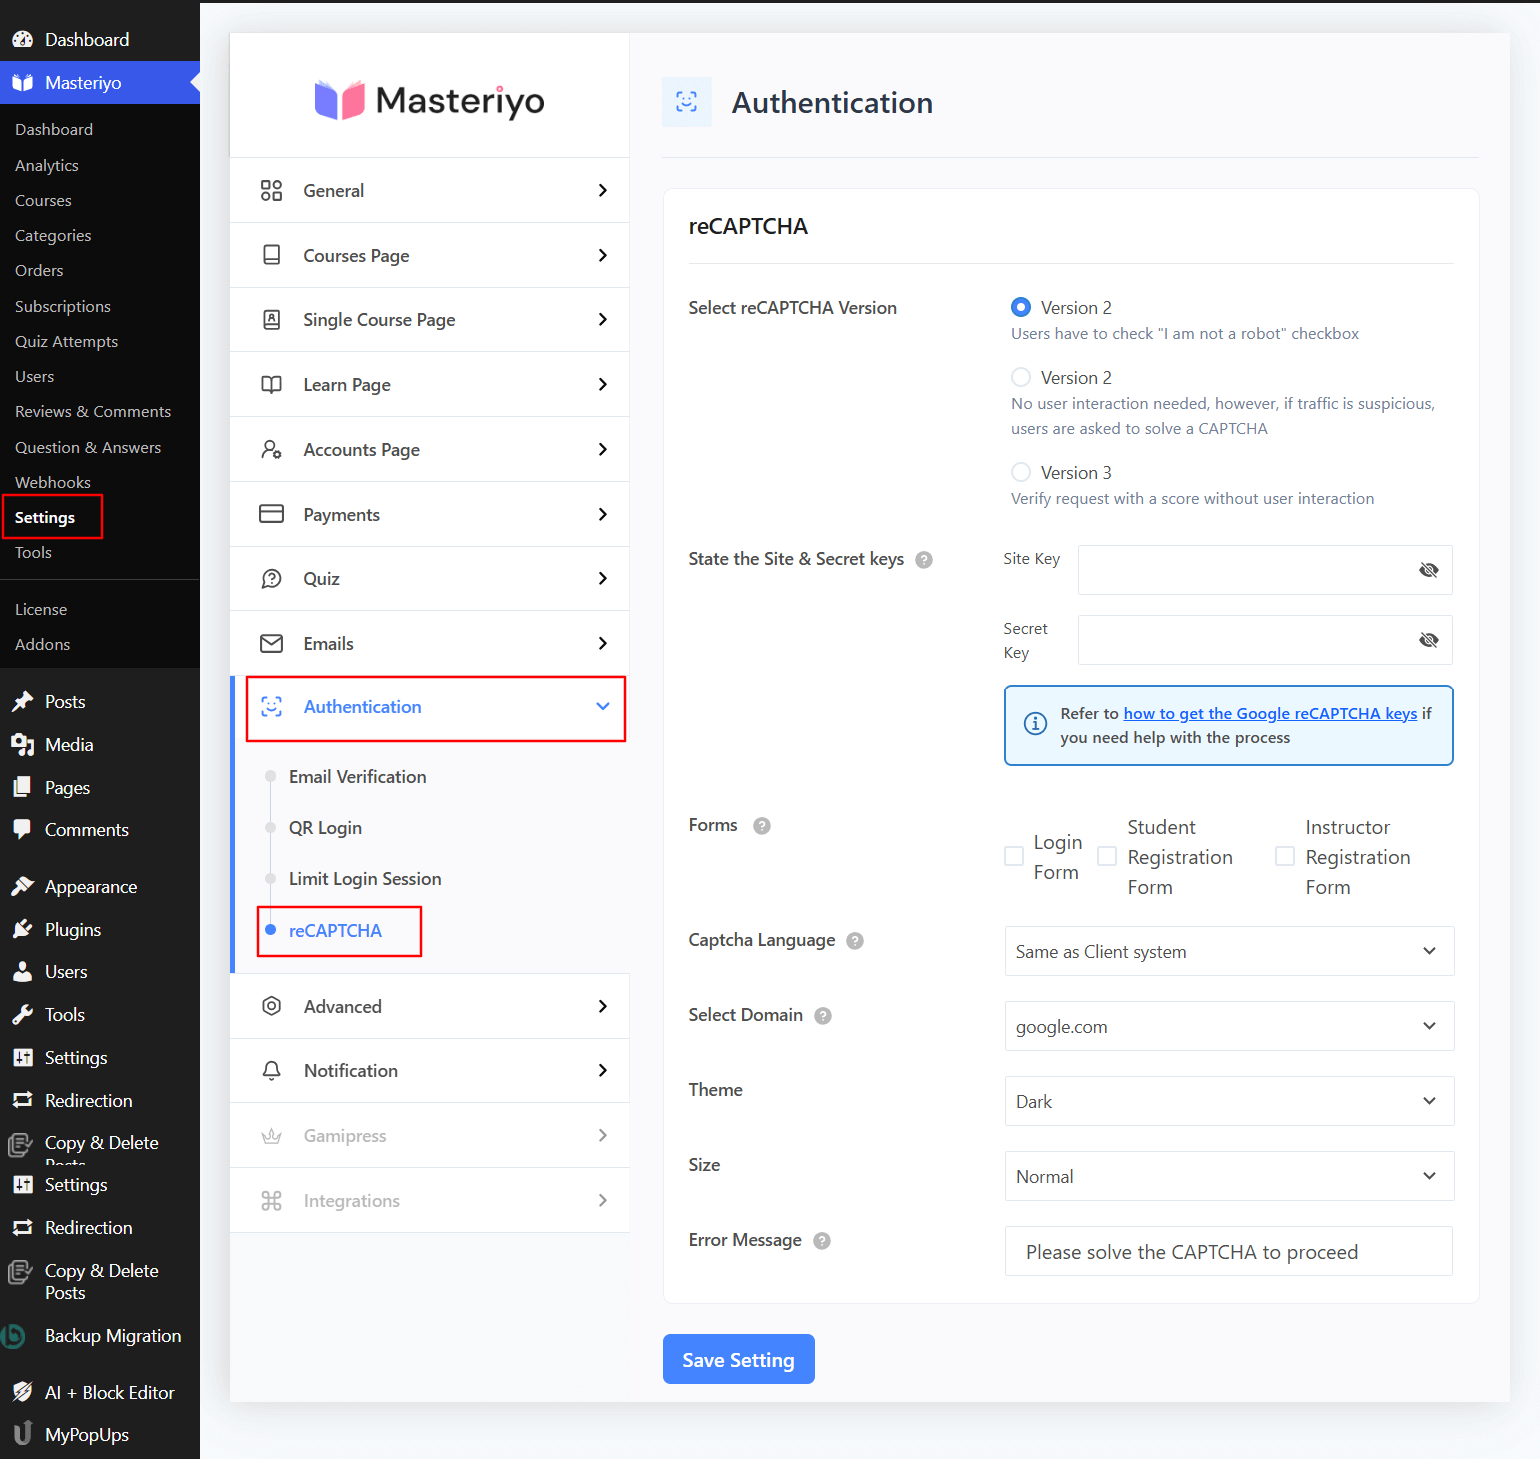 Dashboard
Masteriyo
Dashboard
Analytics
Courses
Categories
Orders
Subscriptions
Quiz Attempts
Users
Reviews & Comments
Question & Answers
Webhooks
Settings
Tools
License
Addons
Posts
Media
Pages
Comments
Appearance
Plugins
Users
Tools
Settings
Redirection
Copy & Delete
Posts
Settings
Redirection
Copy & Delete
Posts
Backup Migration
AI + Block Editor
MyPopUps
Masteriyo
General
Courses Page
Single Course Page
Learn Page
Accounts Page
Payments
Quiz
Emails
Authentication
Email Verification
QR Login
Limit Login Session
reCAPTCHA
Advanced
Notification
Gamipress
Integrations
Authentication
reCAPTCHA
Select reCAPTCHA Version
Version 2
Users have to check "I am not a robot" checkbox
Version 2
No user interaction needed, however, if traffic is suspicious,
users are asked to solve a CAPTCHA
Version 3
Verify request with a score without user interaction
State the Site & Secret keys ?
Site Key
Secret
Key
Refer to how to get the Google reCAPTCHA keys if
you need help with the process
Forms ?
Login
Form
Student
Registration
Form
Instructor
Registration
Form
Captcha Language ?
Same as Client system
Select Domain ?
google.com
Theme
Dark
Size
Normal
Error Message ?
Please solve the CAPTCHA to proceed
Save Setting